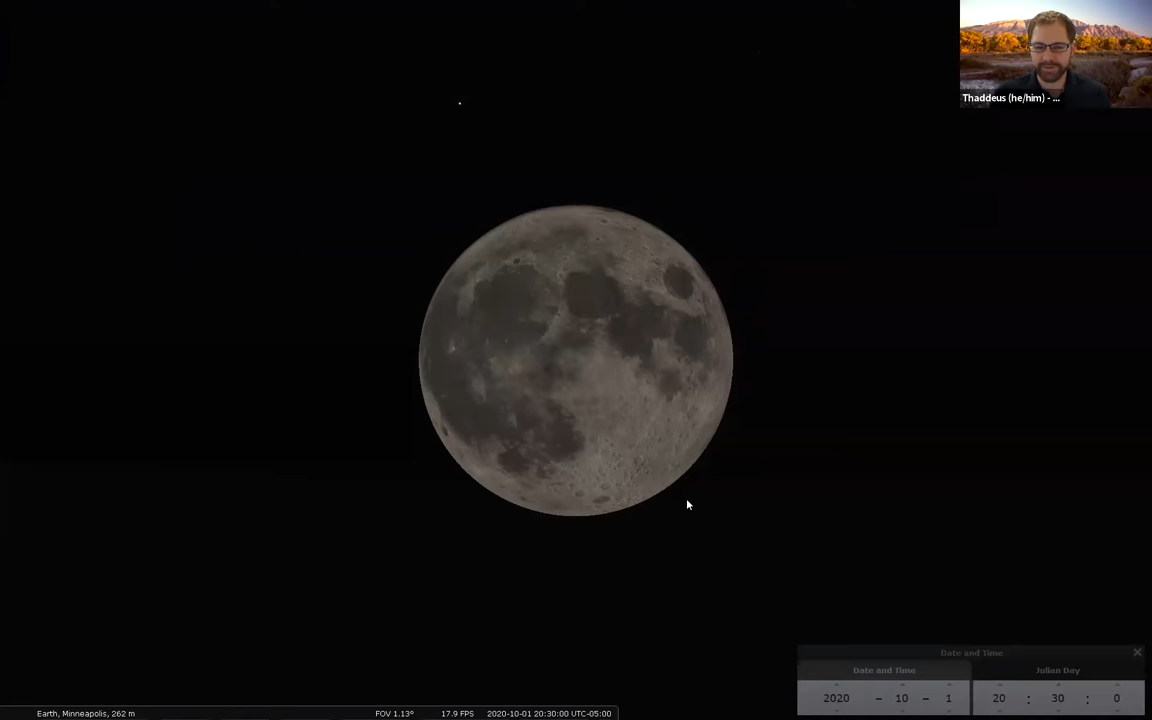 Thaddeus (he/him) - ...
Date and Time
Date and Time Julian Day
2020 - 10 - 1 20 : 30 : 0
Earth, Minneapolis, 262 m FOV 1.13° 17.9 FPS 2020-10-01 20:30:00 UTC-05:00